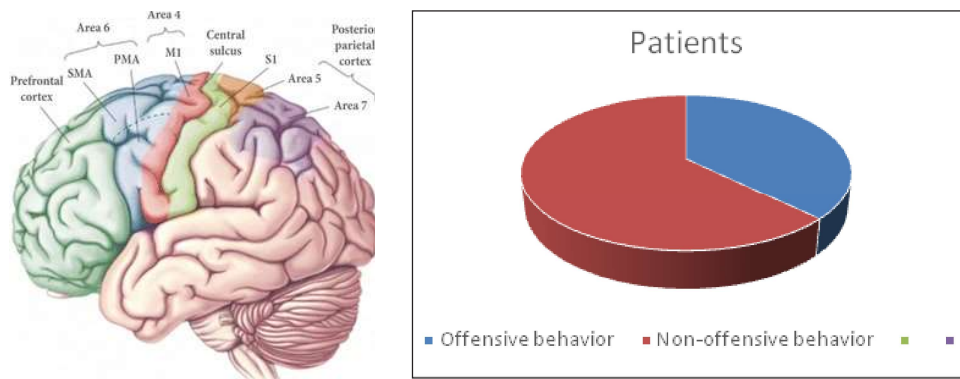 Area 6
Area 4
M1
Central
sulcus
Posterior
parietal
cortex
SMA
PMA
S1
Area 5
Prefrontal
cortex
Area 7
Patients
Offensive behavior
Non-offensive behavior